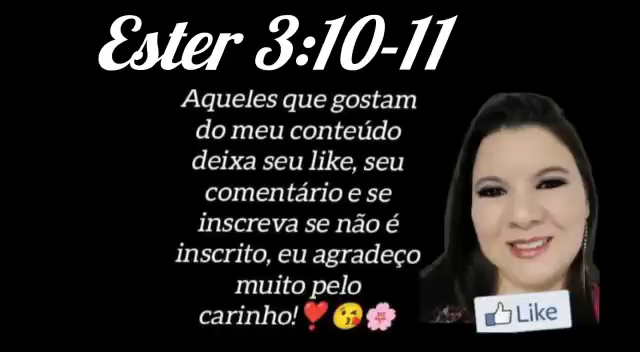 Ester 3:10-11
Aqueles que gostam
do meu conteúdo
deixa seu like, seu
comentário e se
inscreva se não é
inscrito, eu agradeço
muito pelo
carinho!❣️😘🌸
Like